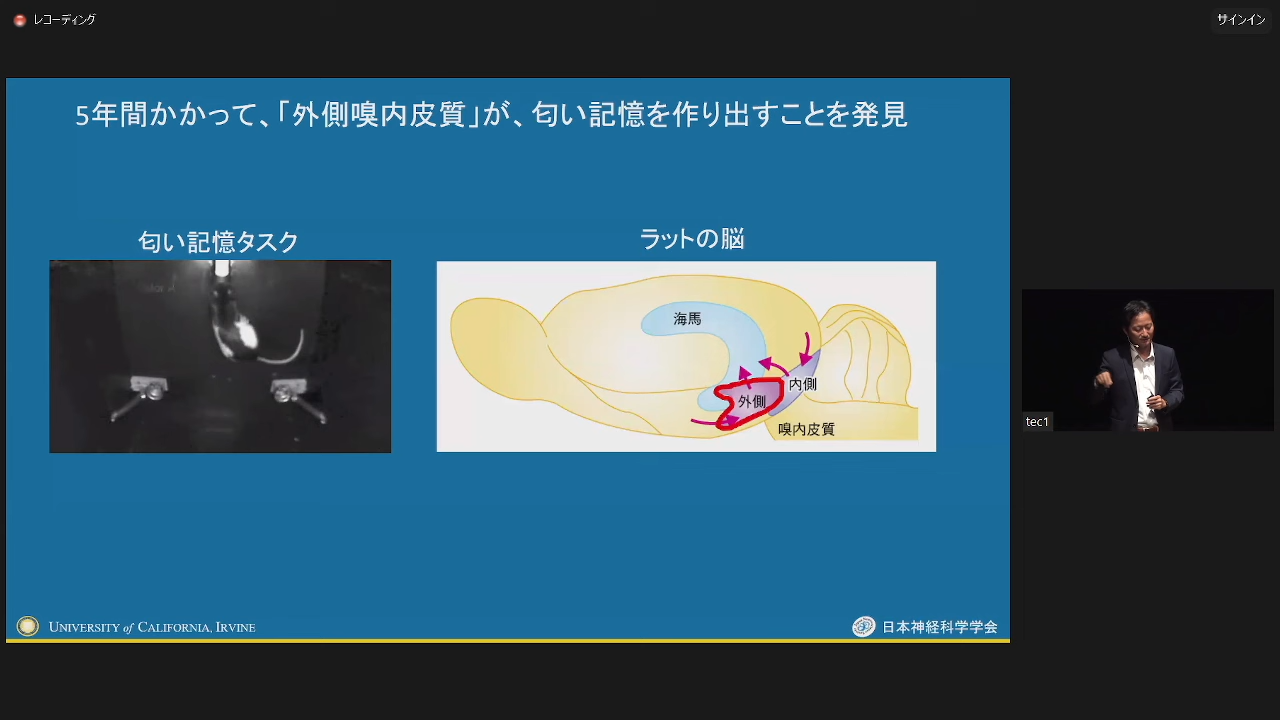 レコーディング
サインイン
5年間かかって、「外側嗅内皮質」が、匂い記憶を作り出すことを発見
匂い記憶タスク
ラットの脳
海馬
内側
外側
嗅内皮質
tec1
UNIVERSITY of CALIFORNIA, IRVINE
日本神経科学学会